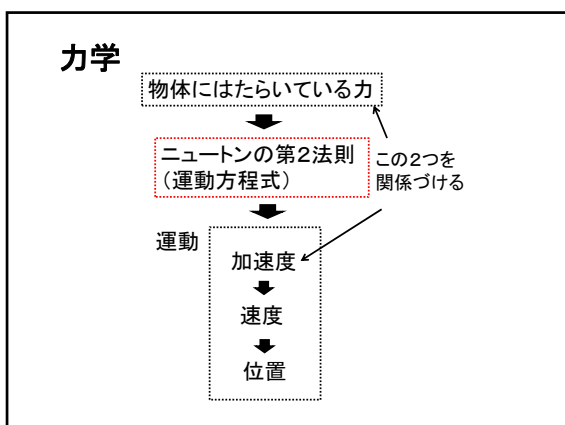 力学
物体にはたらいている力
ニュートンの第2法則
(運動方程式)
この2つを
関係づける
運動
加速度
速度
位置